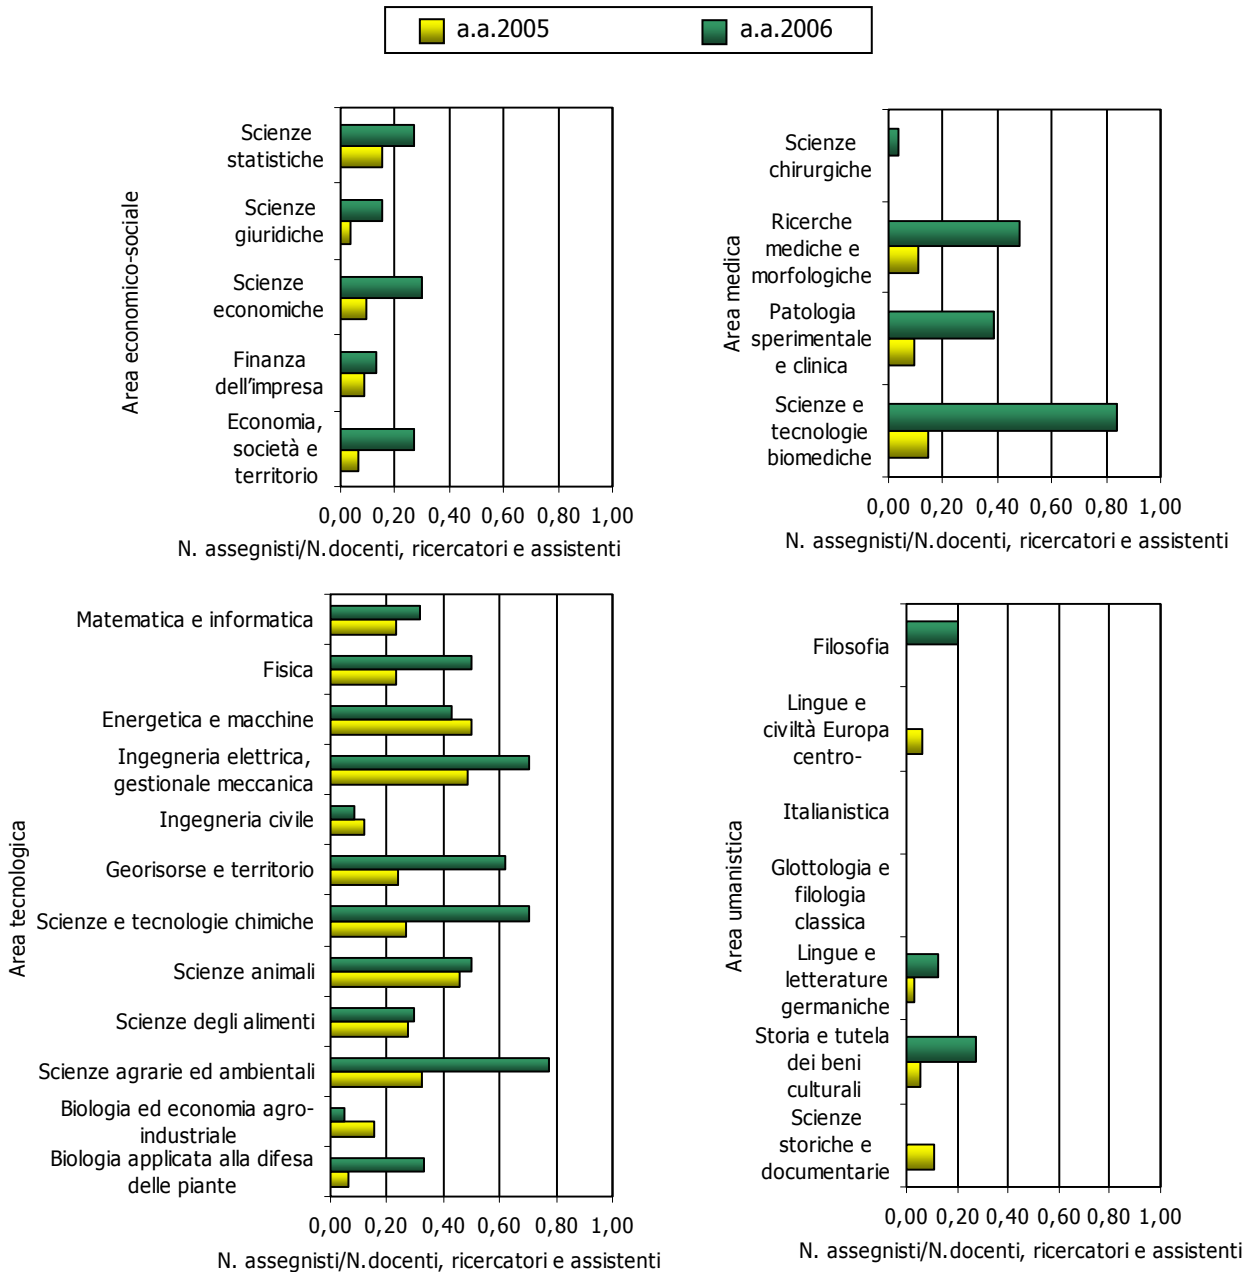 a.a.2005
a.a.2006
Area economico-sociale
Scienze
statistiche
Scienze
giuridiche
Scienze
economiche
Finanza
dell'impresa
Economia,
società e
territorio
0,00 0,20 0,40 0,60 0,80 1,00
N. assegnisti/N.docenti, ricercatori e assistenti
Area medica
Scienze
chirurgiche
Ricerche
mediche e
morfologiche
Patologia
sperimentale
e clinica
Scienze e
tecnologie
biomediche
0,00 0,20 0,40 0,60 0,80 1,00
N. assegnisti/N.docenti, ricercatori e assistenti
Area tecnologica
Matematica e informatica
Fisica
Energetica e macchine
Ingegneria elettrica,
gestionale meccanica
Ingegneria civile
Georisorse e territorio
Scienze e tecnologie chimiche
Scienze animali
Scienze degli alimenti
Scienze agrarie ed ambientali
Biologia ed economia agro-
industriale
Biologia applicata alla difesa
delle piante
0,00 0,20 0,40 0,60 0,80 1,00
N. assegnisti/N.docenti, ricercatori e assistenti
Area umanistica
Filosofia
Lingue e
civiltà Europa
centro-
Italianistica
Glottologia e
filologia
classica
Lingue e
letterature
germaniche
Storia e tutela
dei beni
culturali
Scienze
storiche e
documentarie
0,00 0,20 0,40 0,60 0,80 1,00
N. assegnisti/N.docenti, ricercatori e assistenti